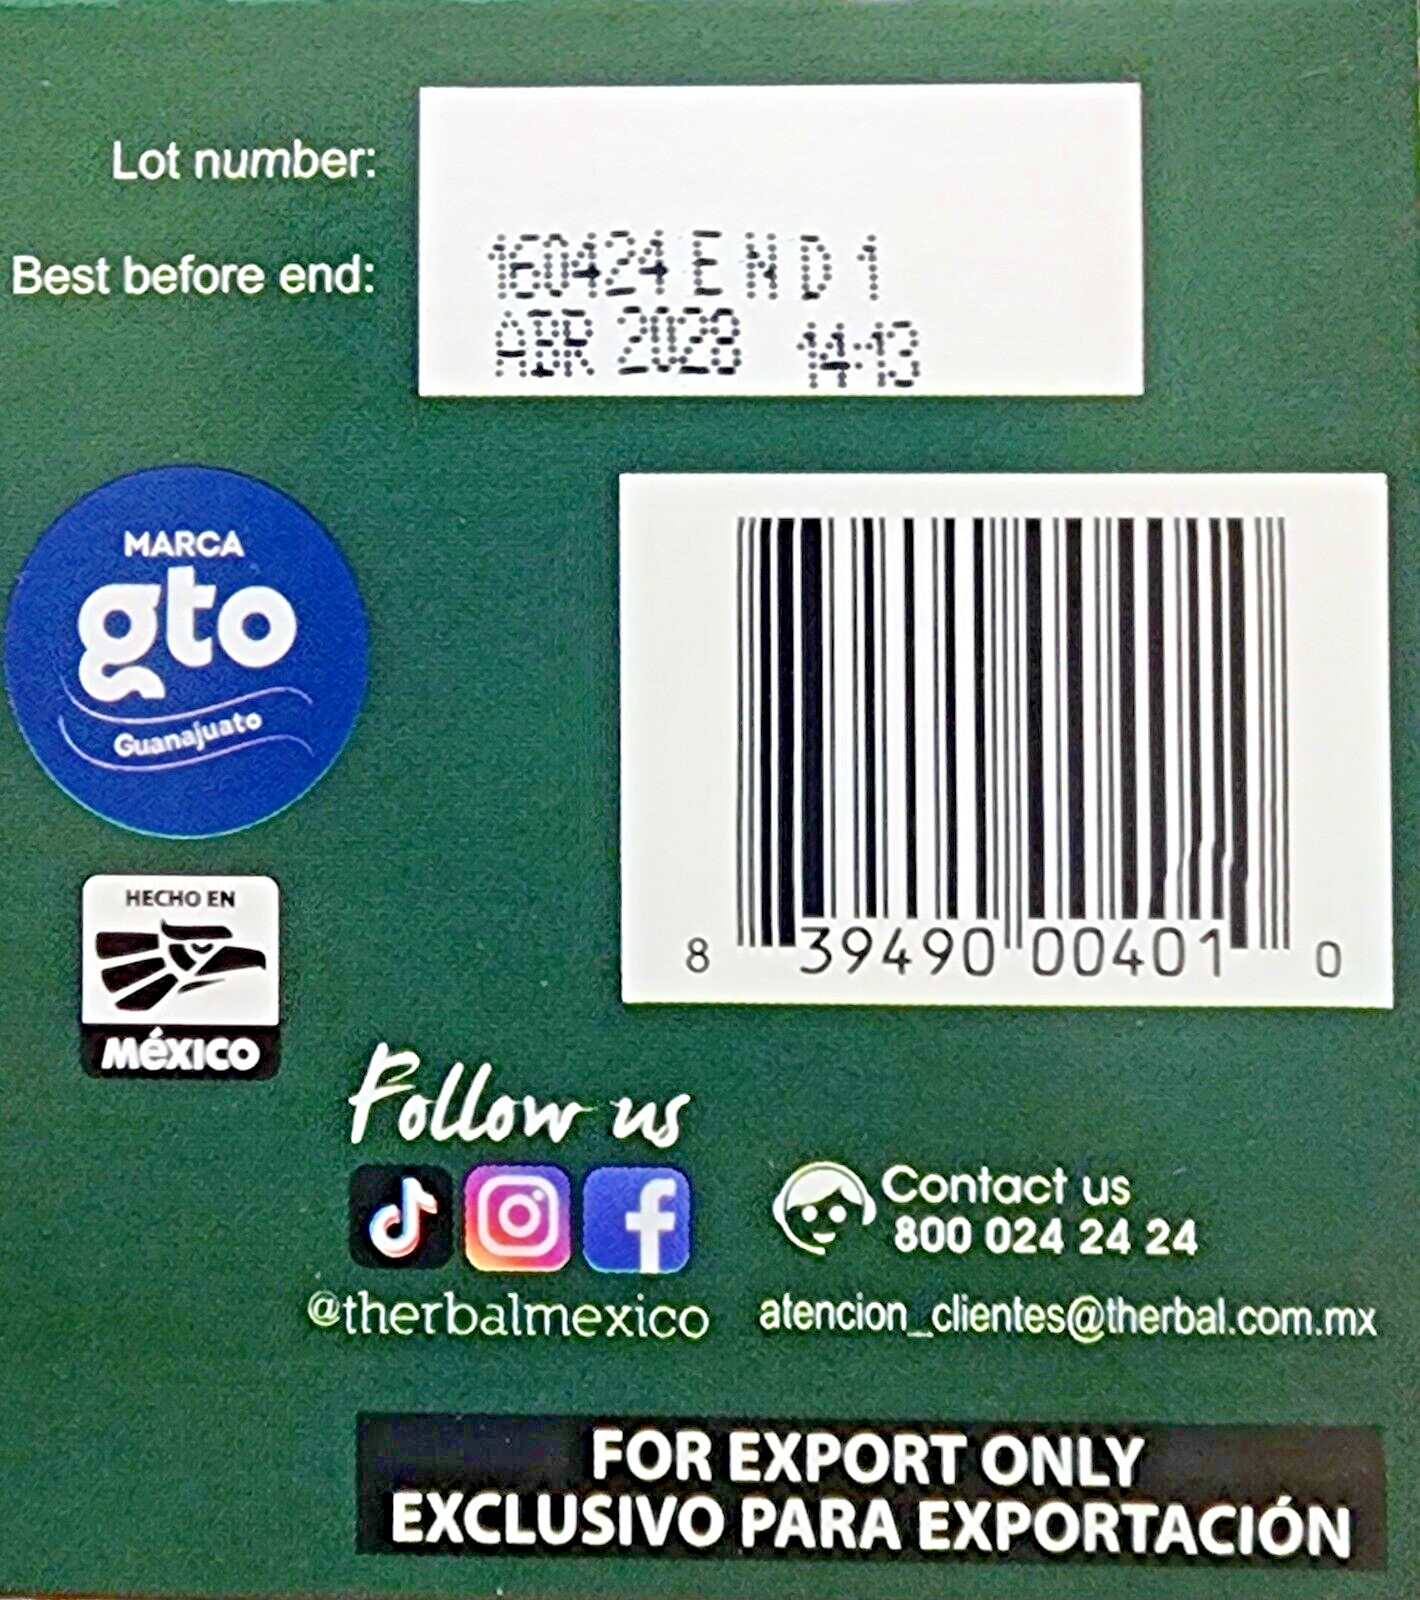 Lot number:
Best before end:
160424 E N D 1
ABR 2028 14:13
MARCA
gto
Guanajuato
HECHO EN
MéXICO
8 39490 00401 0
Follow us
@therbalmexico
Contact us
800 024 24 24
atencion_clientes@therbal.com.mx
FOR EXPORT ONLY
EXCLUSIVO PARA EXPORTACIÓN